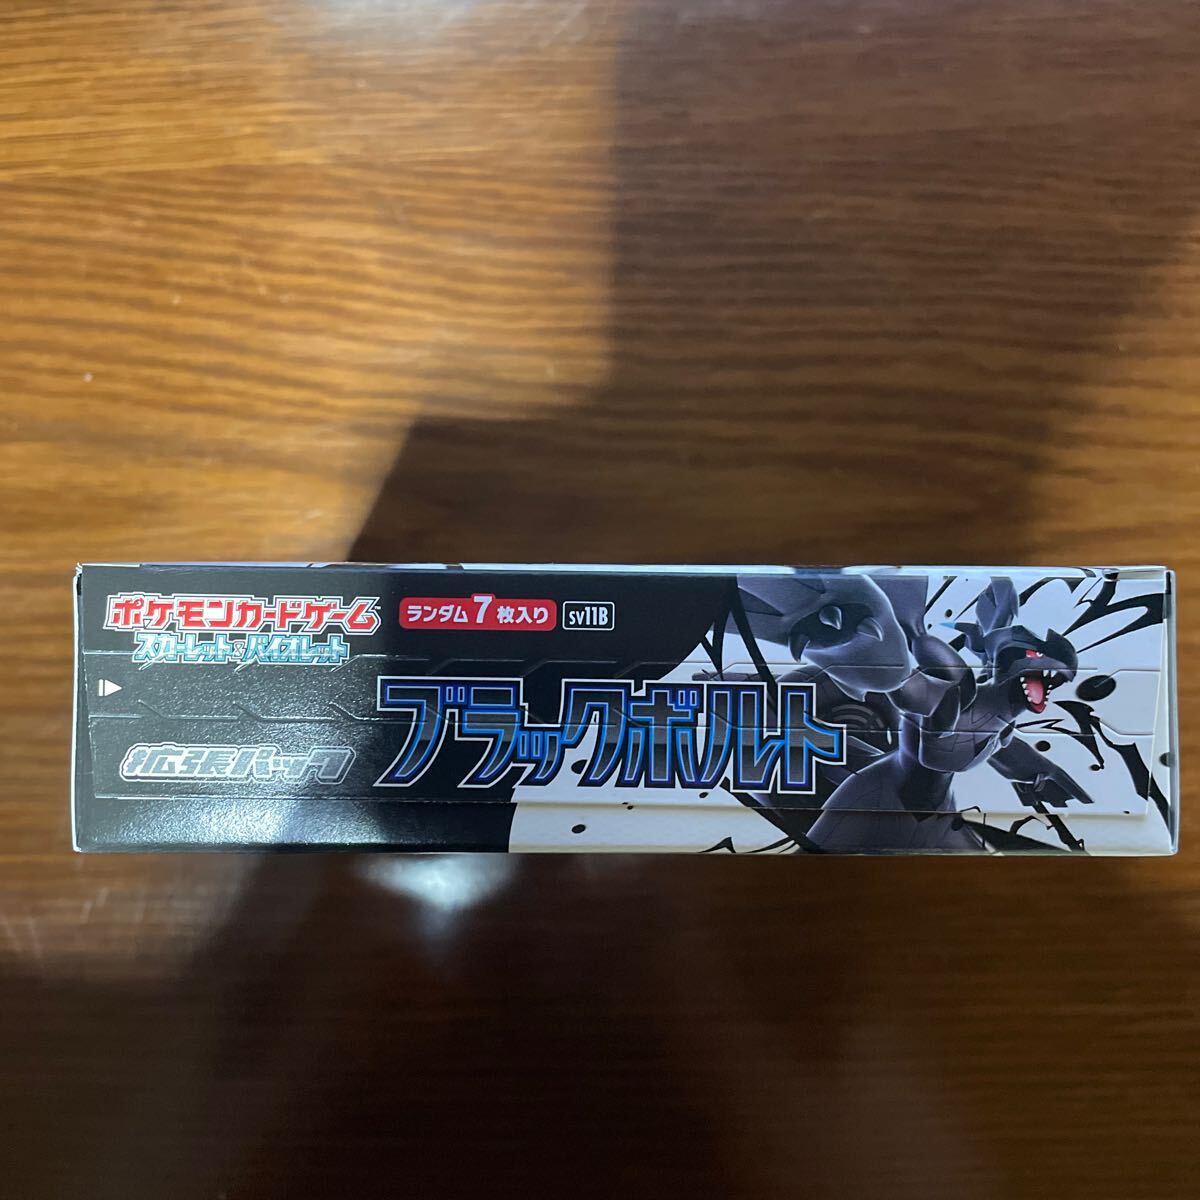 ポケモンカードゲーム™
スカーレット&バイオレット
ランダム7枚入り
sv11B
拡張パック
ブラックボルト